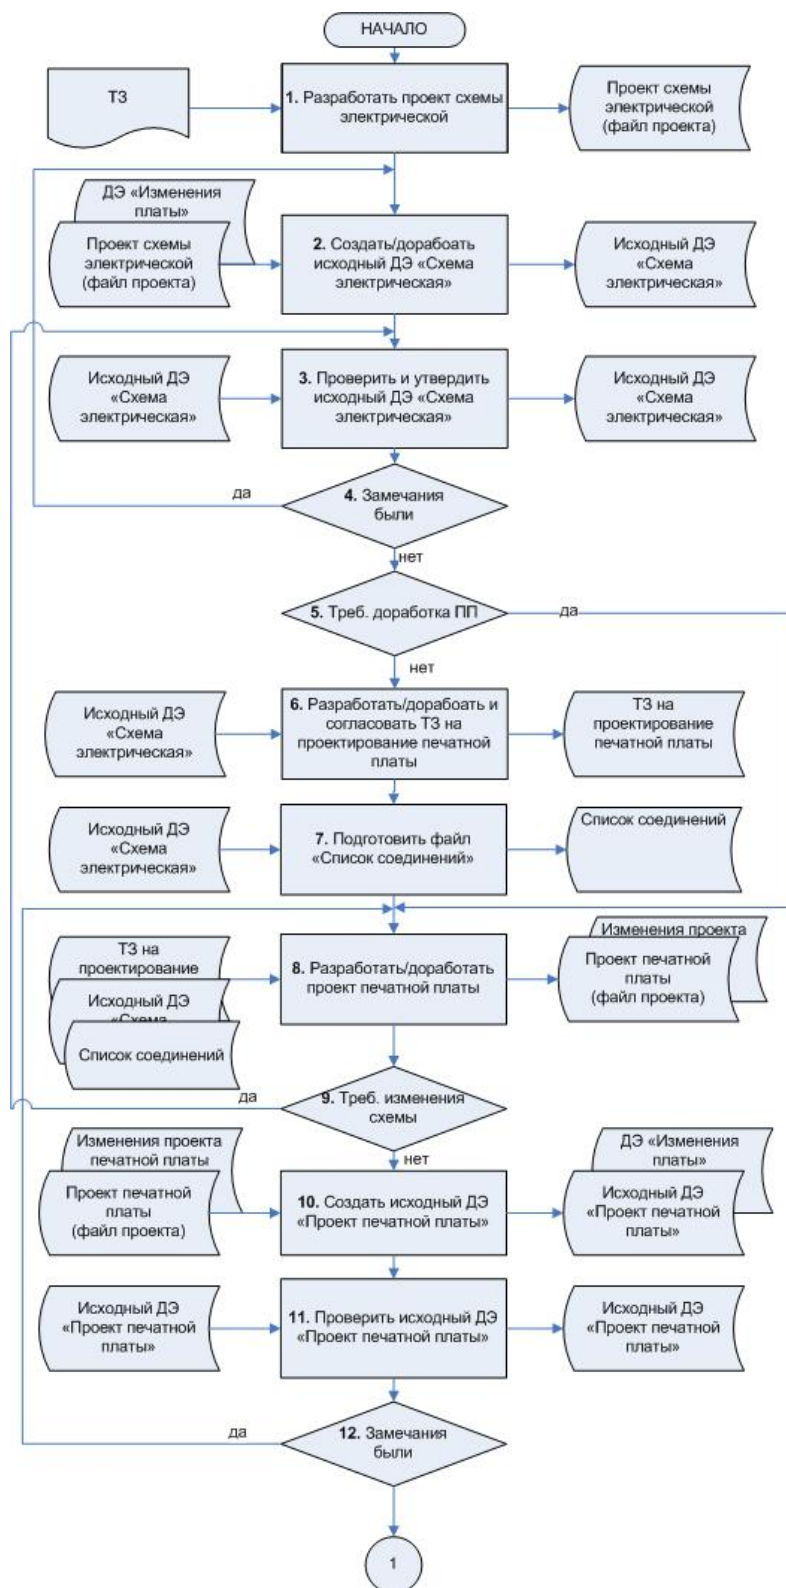 НАЧАЛО
ТЗ
1. Разработать проект схемы
электрической
Проект схемы
электрической
(файл проекта)
ДЭ «Изменения
платы»
Проект схемы
электрической
(файл проекта)
2. Создать/дорабоать
исходный ДЭ «Схема
электрическая»
Исходный ДЭ
«Схема
электрическая»
Исходный ДЭ
«Схема
электрическая»
3. Проверить и утвердить
исходный ДЭ «Схема
электрическая»
Исходный ДЭ
«Схема
электрическая»
да
4. Замечания
были
нет
5. Треб. доработка ПП
да
нет
Исходный ДЭ
«Схема
электрическая»
6. Разработать/дорабоать и
согласовать ТЗ на
проектирование печатной
платы
ТЗ на
проектирование
печатной платы
Исходный ДЭ
«Схема
электрическая»
7. Подготовить файл
«Список соединений»
Список соединений
ТЗ на
проектирование
Исходный ДЭ
«Схема
Список соединений
8. Разработать/доработать
проект печатной платы
Изменения проекта
Проект печатной
платы
(файл проекта)
да
9. Треб. изменения
схемы
нет
Изменения проекта
печатной платы
Проект печатной
платы
(файл проекта)
10. Создать исходный ДЭ
«Проект печатной платы»
ДЭ «Изменения
платы»
Исходный ДЭ
«Проект печатной
платы»
Исходный ДЭ
«Проект печатной
платы»
11. Проверить исходный ДЭ
«Проект печатной платы»
Исходный ДЭ
«Проект печатной
платы»
да
12. Замечания
были
1